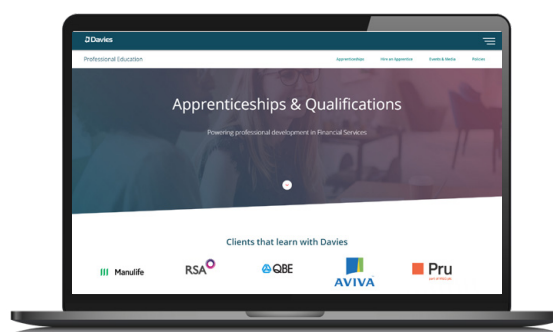 Davies
Professional Education
Apprenticeships
Hire an Apprentice
Events & Media
Policies
Apprenticeships & Qualifications
Powering professional development in Financial Services
Clients that learn with Davies
Manulife
RSA
QBE
AVIVA
Pru